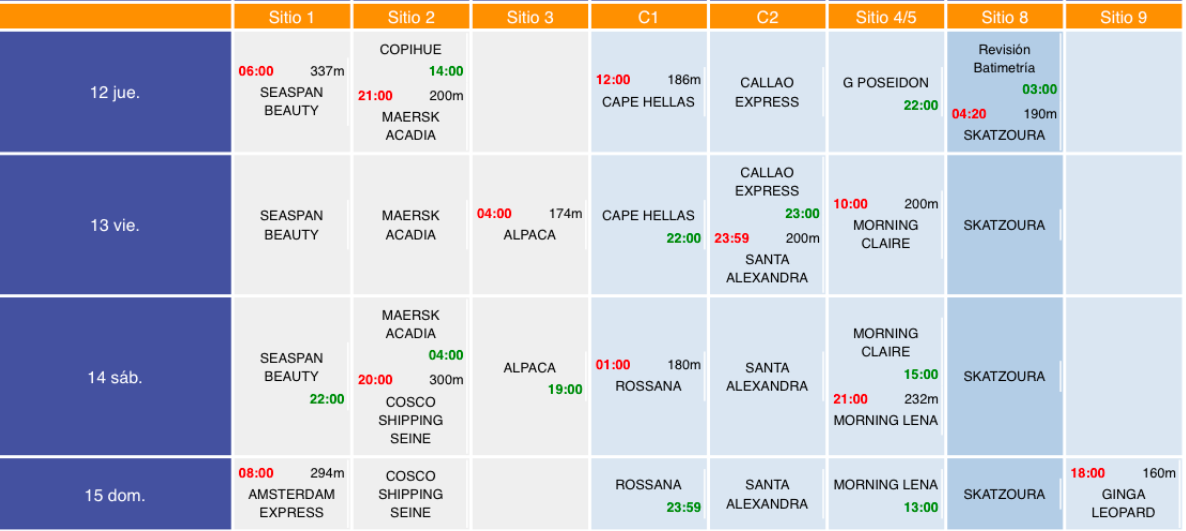 Sitio 1 Sitio 2 Sitio 3 C1 C2 Sitio 4/5 Sitio 8 Sitio 9
12 jue.
06:00 337m
SEASPAN
BEAUTY
COPIHUE
14:00
21:00 200m
MAERSK
ACADIA
12:00 186m
CAPE HELLAS
CALLAO
EXPRESS
G POSEIDON
22:00
Revisión
Batimetría
03:00
04:20 190m
SKATZOURA
13 vie.
SEASPAN
BEAUTY
MAERSK
ACADIA
04:00 174m
ALPACA
CAPE HELLAS
22:00
CALLAO
EXPRESS
23:00
23:59 200m
SANTA
ALEXANDRA
10:00 200m
MORNING
CLAIRE
SKATZOURA
14 sáb.
SEASPAN
BEAUTY
22:00
MAERSK
ACADIA
04:00
20:00 300m
COSCO
SHIPPING
SEINE
ALPACA
19:00
01:00 180m
ROSSANA
SANTA
ALEXANDRA
MORNING
CLAIRE
15:00
21:00 232m
MORNING LENA
SKATZOURA
15 dom.
08:00 294m
AMSTERDAM
EXPRESS
COSCO
SHIPPING
SEINE
ROSSANA
23:59
SANTA
ALEXANDRA
MORNING LENA
13:00
SKATZOURA
18:00 160m
GINGA
LEOPARD